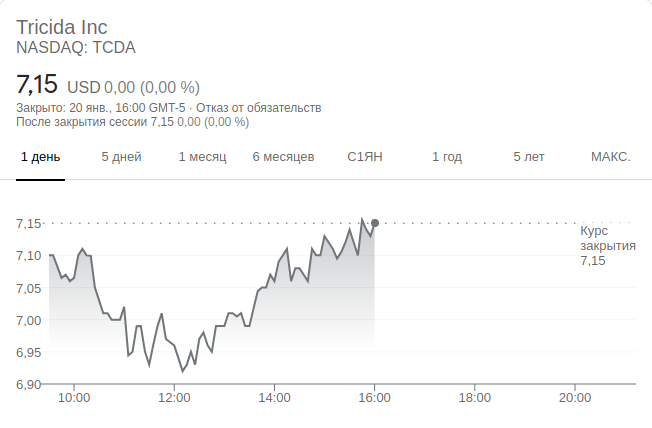 Tricida Inc
NASDAQ: TCDA
7,15 USD 0,00 (0,00 %)
Закрыто: 20 янв., 16:00 GMT-5 · Отказ от обязательств
После закрытия сессии 7,15 0,00 (0,00 %)
1 день 5 дней 1 месяц 6 месяцев С1ЯН 1 год 5 лет МАКС.
7,15
Курс
закрытия
7,15
7,10
7,05
7,00
6,95
6,90
10:00 12:00 14:00 16:00 18:00 20:00